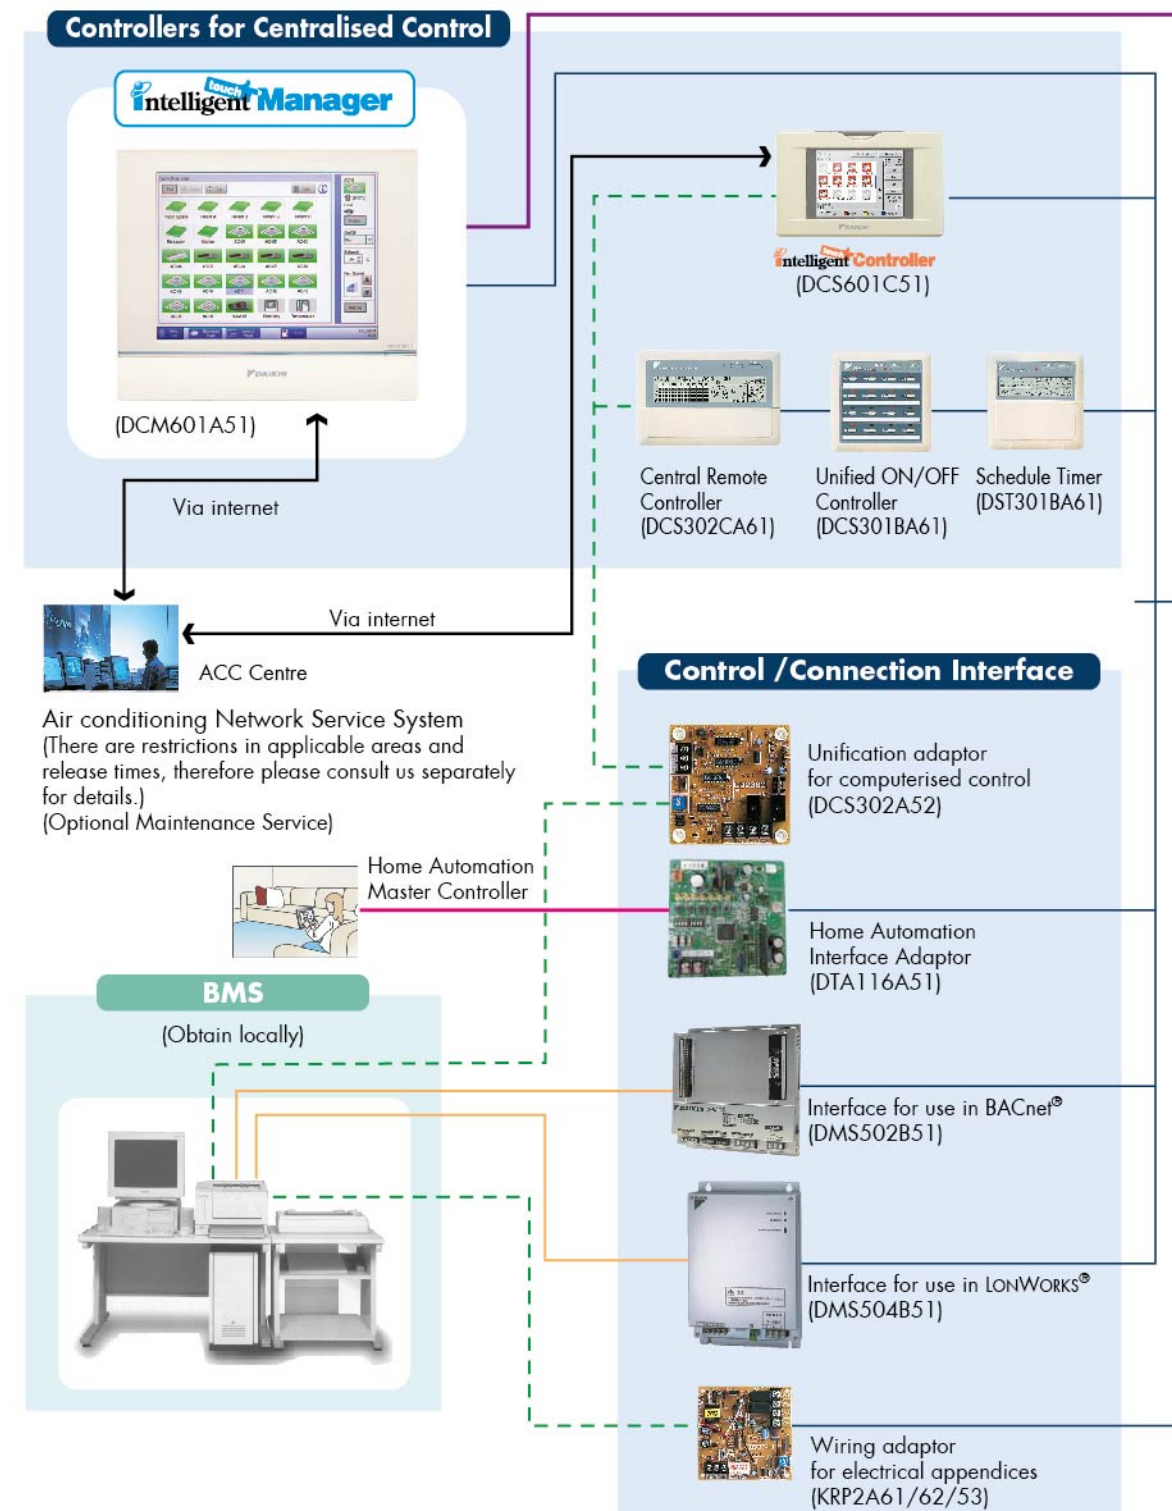 Controllers for Centralised Control
intelligent touch Manager
DAIKIN
(DCM601A51)
Via internet
DAIKIN
intelligent touch Controller
(DCS601C51)
Central Remote
Controller
(DCS302CA61)
Unified ON/OFF
Controller
(DCS301BA61)
Schedule Timer
(DST301BA61)
Via internet
ACC Centre
Air conditioning Network Service System
(There are restrictions in applicable areas and
release times, therefore please consult us separately
for details.)
(Optional Maintenance Service)
Control /Connection Interface
Unification adaptor
for computerised control
(DCS302A52)
Home Automation
Master Controller
Home Automation
Interface Adaptor
(DTA116A51)
BMS
(Obtain locally)
Interface for use in BACnet®
(DMS502B51)
Interface for use in LONWORKS®
(DMS504B51)
Wiring adaptor
for electrical appendices
(KRP2A61/62/53)